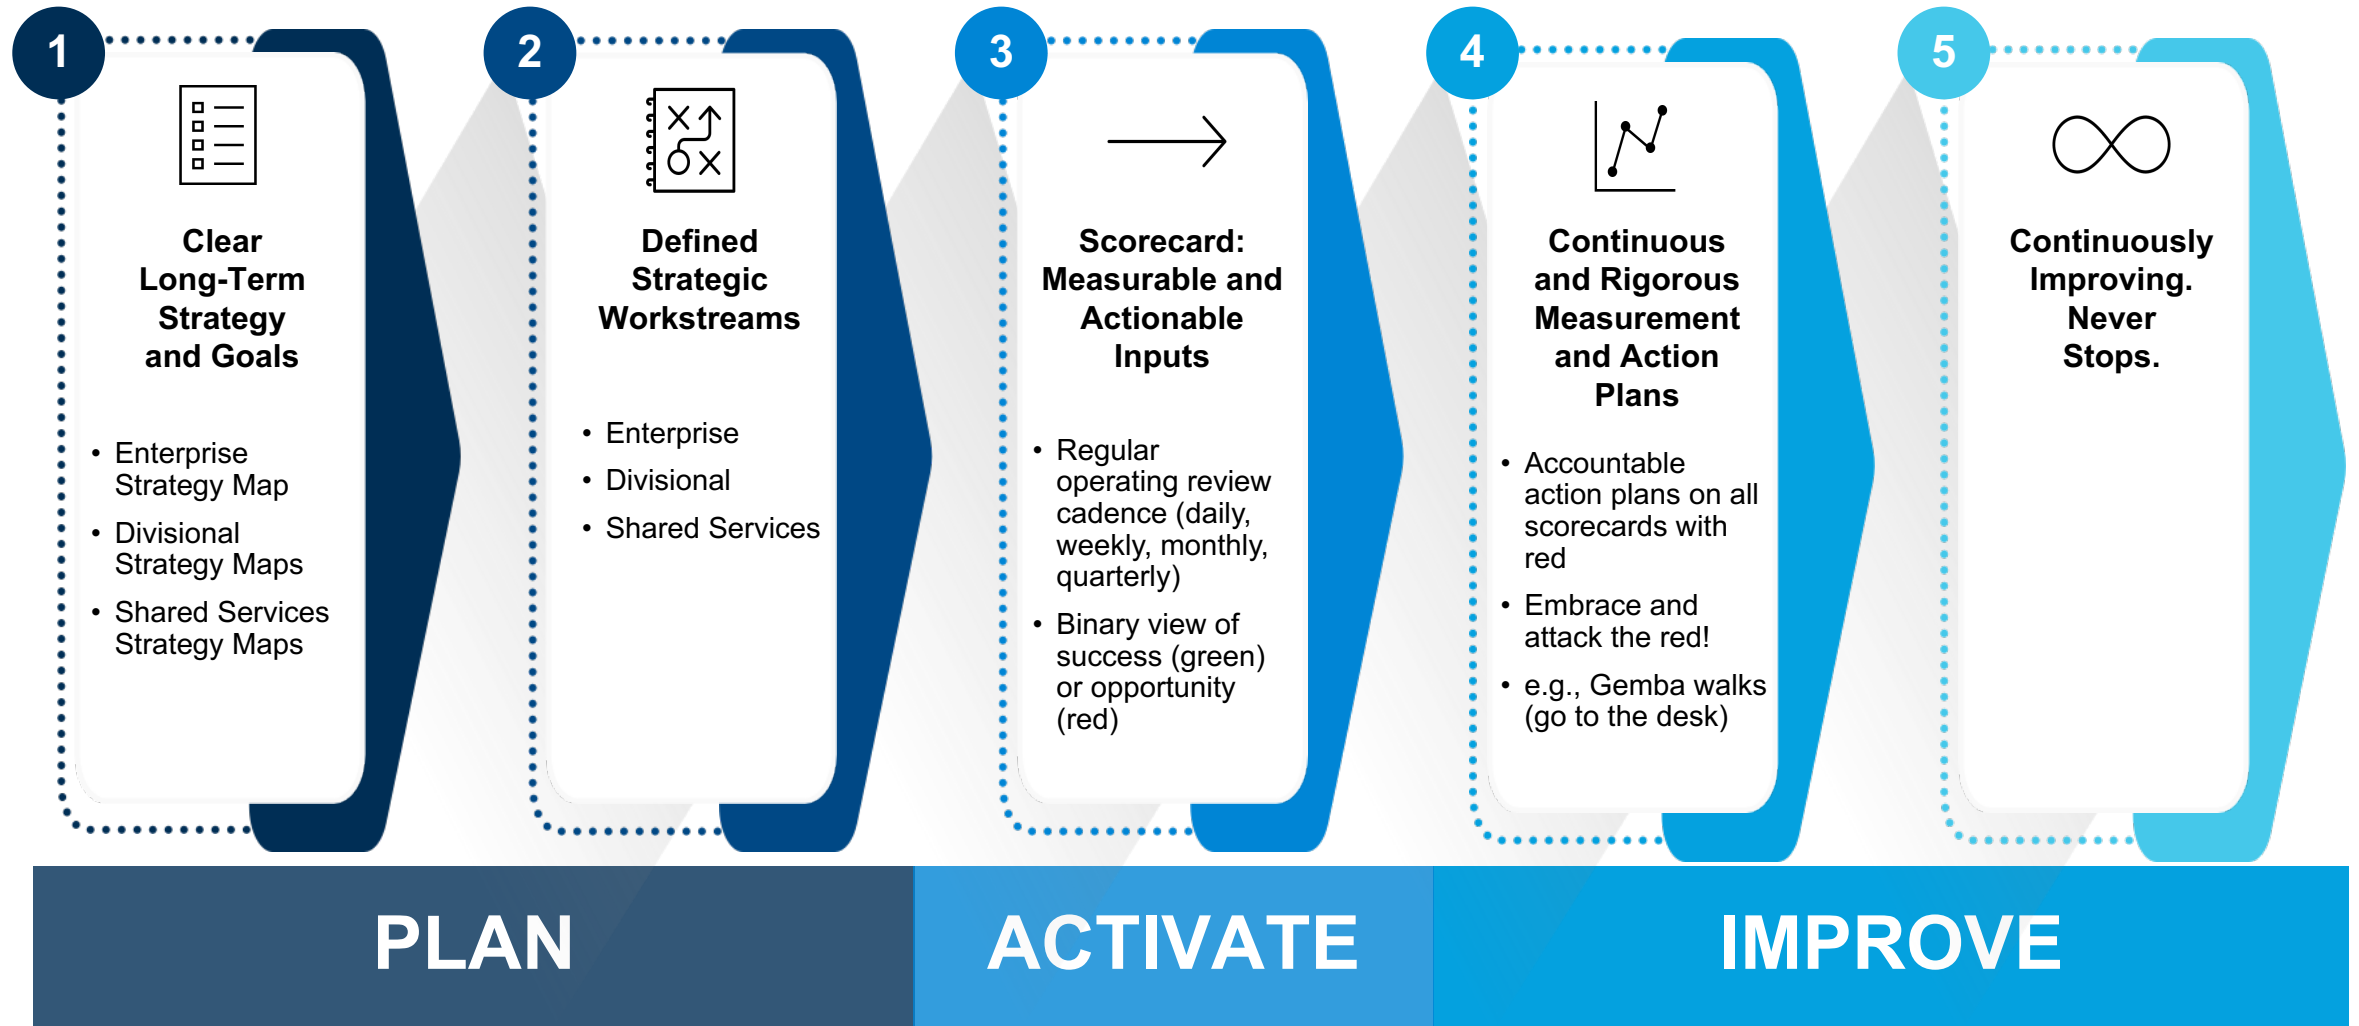 1
Clear
Long-Term
Strategy
and Goals
• Enterprise
Strategy Map
• Divisional
Strategy Maps
• Shared Services
Strategy Maps
2
Defined
Strategic
Workstreams
• Enterprise
• Divisional
• Shared Services
3
Scorecard:
Measurable and
Actionable
Inputs
• Regular
operating review
cadence (daily,
weekly, monthly,
quarterly)
• Binary view of
success (green)
or opportunity
(red)
4
Continuous
and Rigorous
Measurement
and Action
Plans
• Accountable
action plans on all
scorecards with
red
• Embrace and
attack the red!
• e.g., Gemba walks
(go to the desk)
5
Continuously
Improving.
Never
Stops.
PLAN
ACTIVATE
IMPROVE